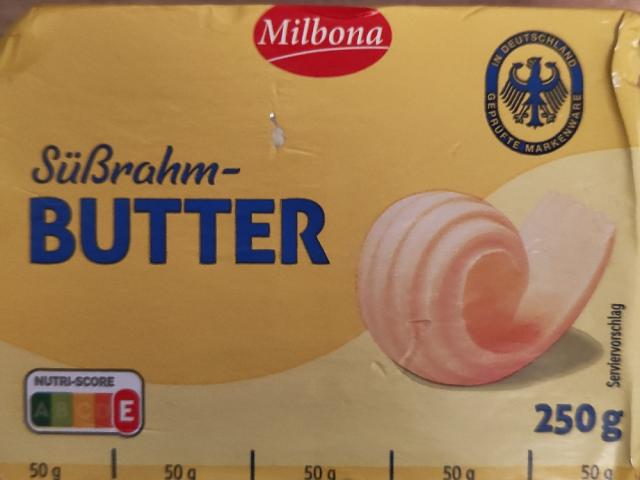 Milbona
IN DEUTSCHLAND
GEPRÜFTE MARKENWARE
Süßrahm-
BUTTER
Serviervorschlag
NUTRI-SCORE
A B C D E
250 g
50 g 50 g 50 g 50 g 50 g